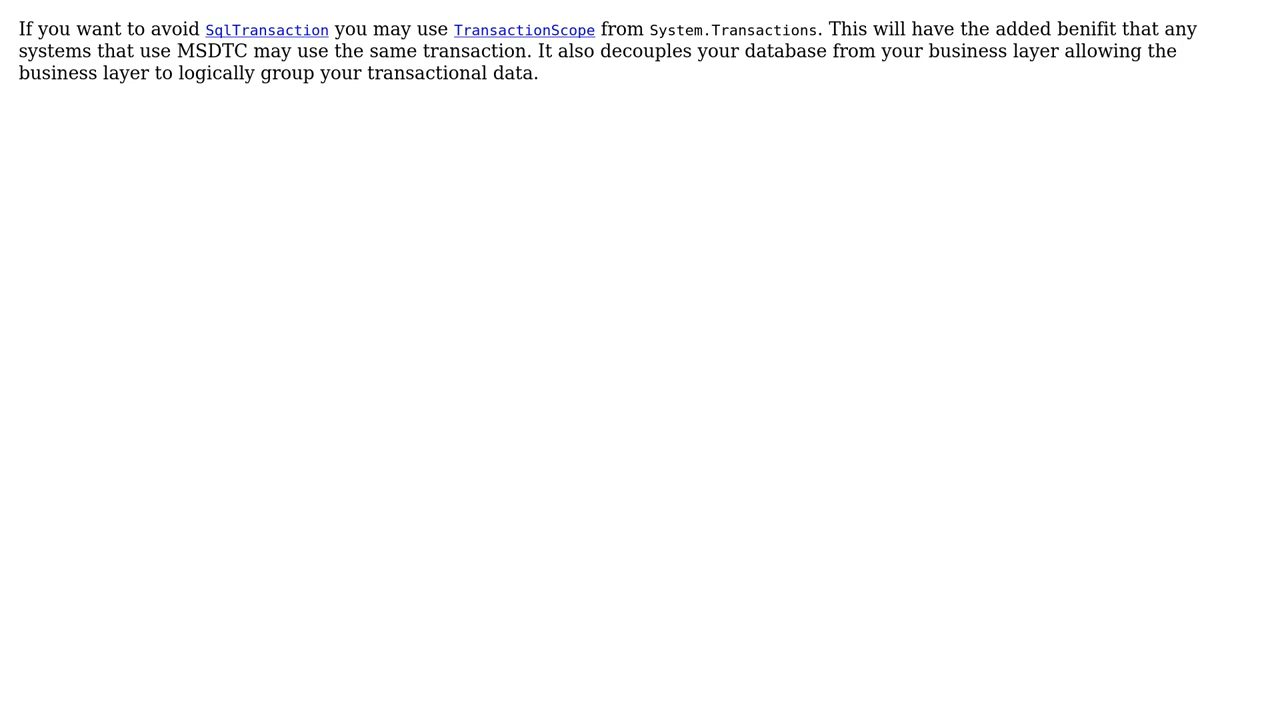 If you want to avoid SqlTransaction you may use TransactionScope from System.Transactions. This will have the added benifit that any
systems that use MSDTC may use the same transaction. It also decouples your database from your business layer allowing the
business layer to logically group your transactional data.